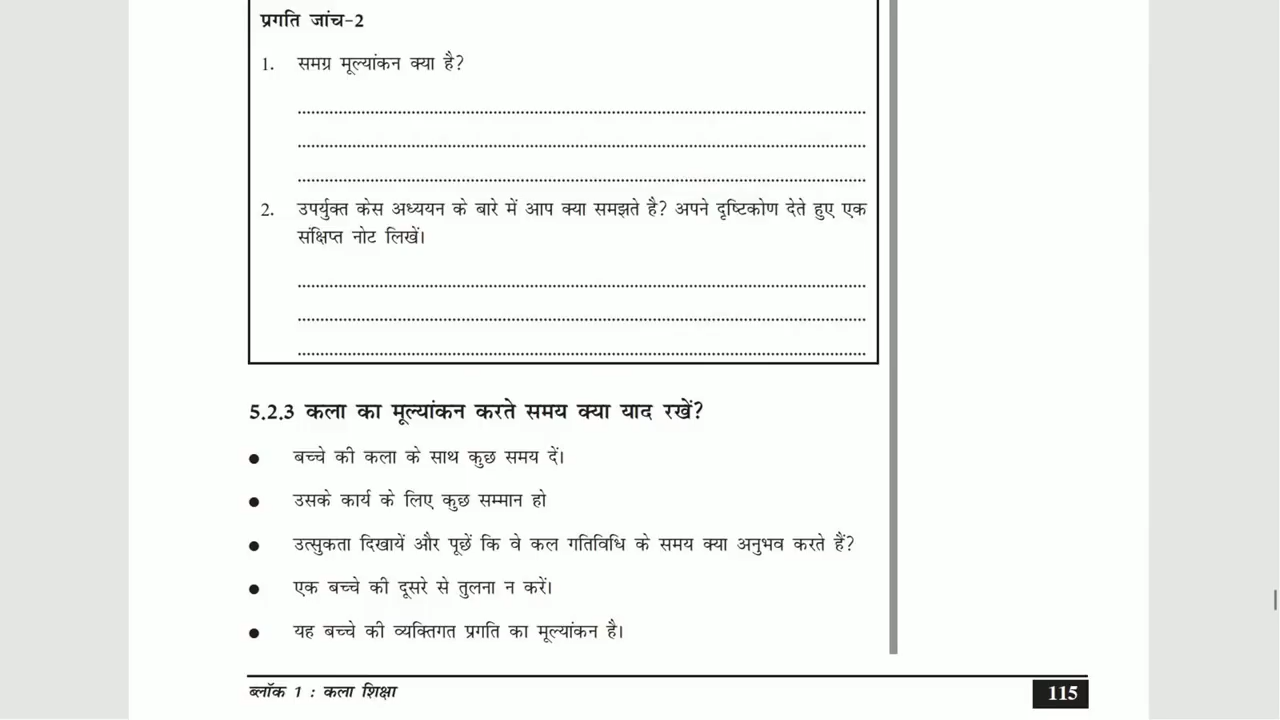 प्रगति जांच-2
1. समग्र मूल्यांकन क्या है?
2. उपर्युक्त केस अध्ययन के बारे में आप क्या समझते है? अपने दृष्टिकोण देते हुए एक
संक्षिप्त नोट लिखें।
5.2.3 कला का मूल्यांकन करते समय क्या याद रखें?
● बच्चे की कला के साथ कुछ समय दें।
● उसके कार्य के लिए कुछ सम्मान हो
● उत्सुकता दिखायें और पूछें कि वे कल गतिविधि के समय क्या अनुभव करते हैं?
● एक बच्चे की दूसरे से तुलना न करें।
● यह बच्चे की व्यक्तिगत प्रगति का मूल्यांकन है।
ब्लॉक 1 : कला शिक्षा
115